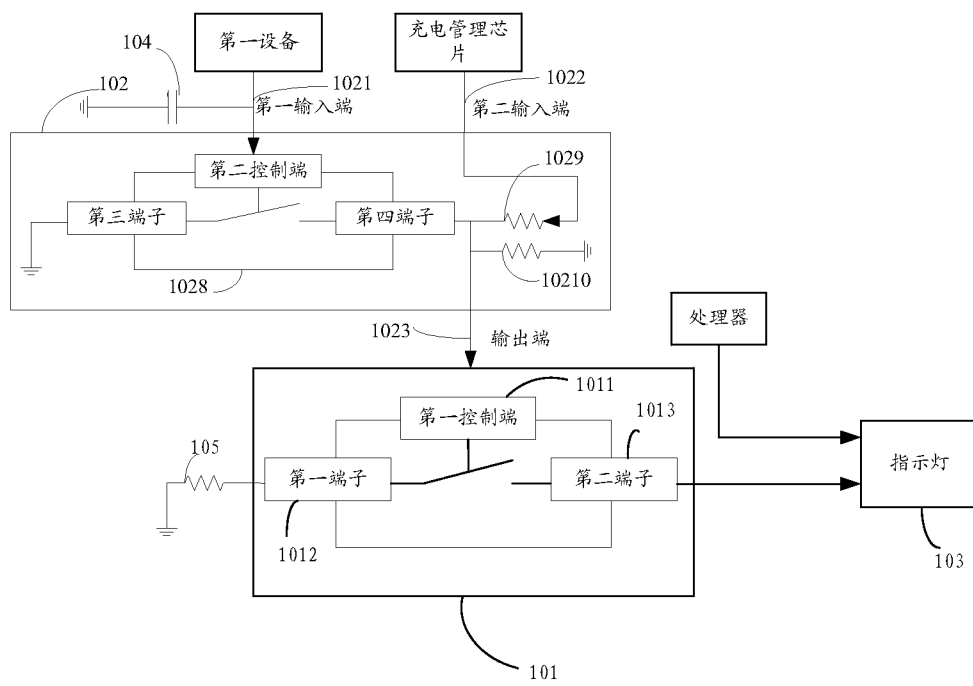 104
第一设备
充电管理芯
片
102
1021
第一输入端
1022
第二输入端
第二控制端
1029
第三端子
第四端子
1028
10210
1023
输出端
处理器
1011
第一控制端
1013
105
第一端子
第二端子
指示灯
1012
103
101